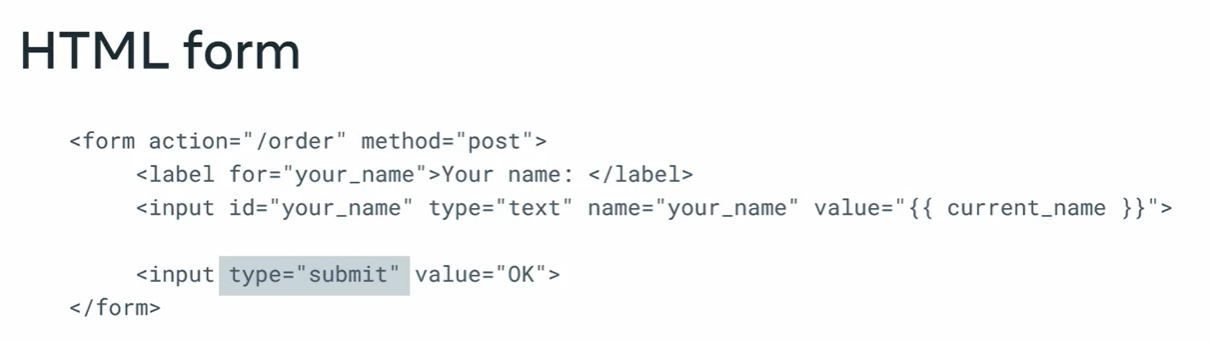 HTML form
<form action="/order" method="post">
<label for="your_name">Your name: </label>
<input id="your_name" type="text" name="your_name" value="{{ current_name }}">
<input type="submit" value="OK">
</form>